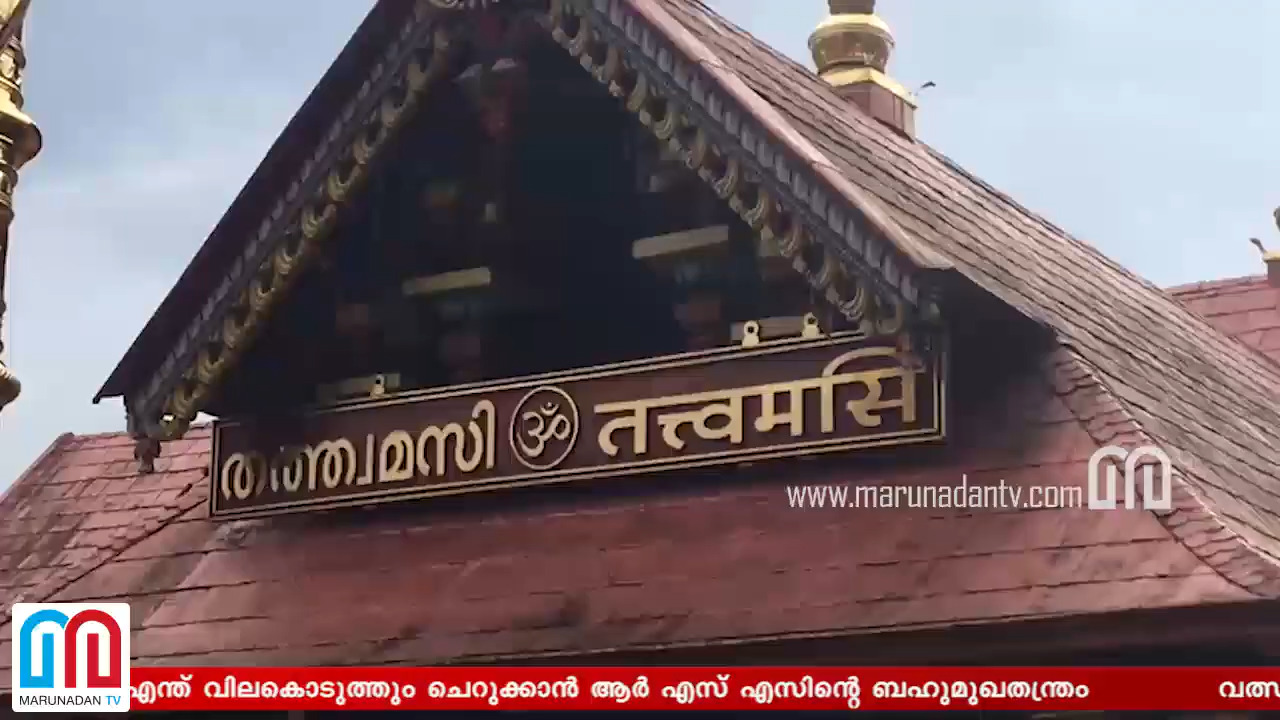 തത്ത്വമസി ॐ तत्त्वमसि
www.marunadantv.com
MARUNADAN TV
എന്ത് വിലകൊടുത്തും ചെറുക്കാൻ ആർ എസ് എസിന്റെ ബഹുമുഖതന്ത്രം